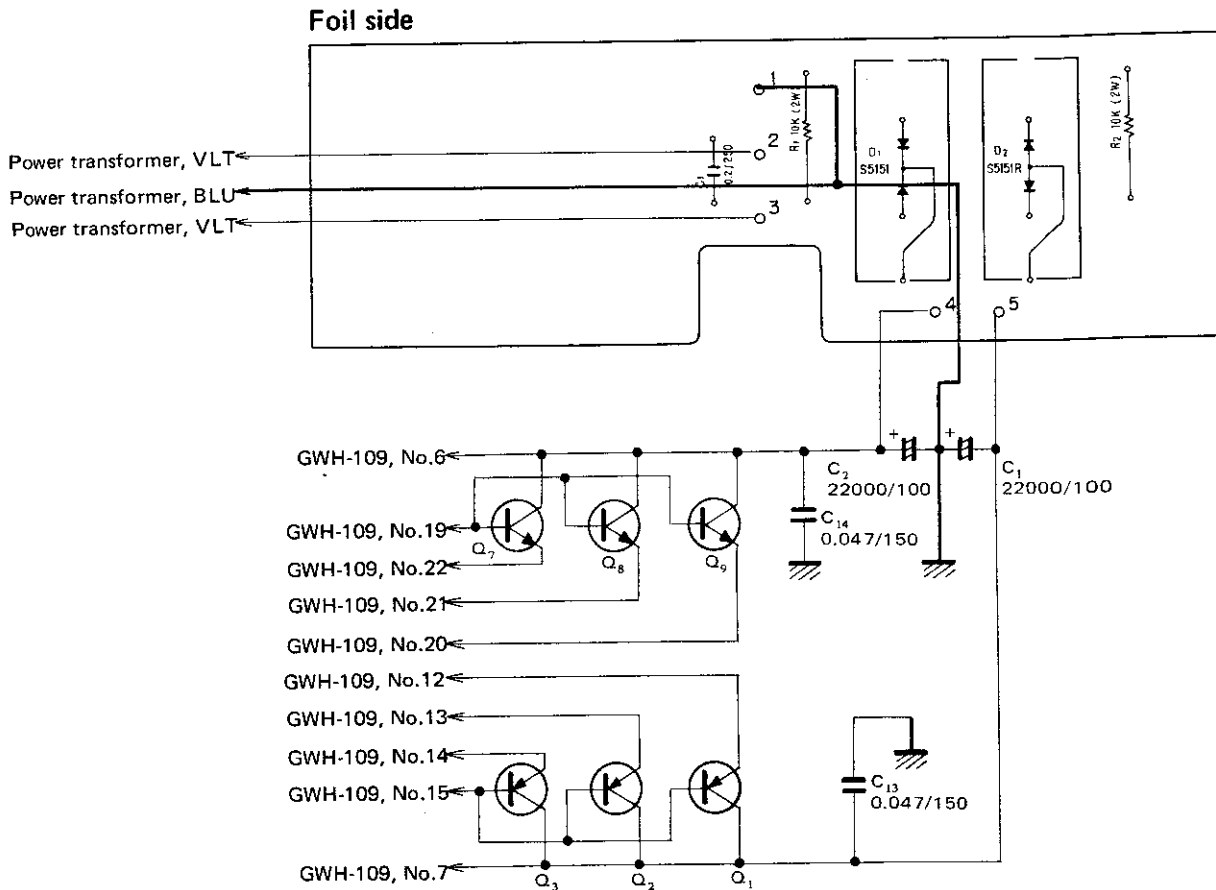 Foil side
1
2
3
4
5
C1
0.2/250
R1 10K (2W)
D1
S5151
D2
S5151R
R2 10K (2W)
Power transformer, VLT
Power transformer, BLU
Power transformer, VLT
GWH-109, No.6
GWH-109, No.19
GWH-109, No.22
GWH-109, No.21
GWH-109, No.20
GWH-109, No.12
GWH-109, No.13
GWH-109, No.14
GWH-109, No.15
GWH-109, No.7
Q7
Q8
Q9
+
+
C2
22000/100
C1
22000/100
C14
0.047/150
C13
0.047/150
Q3
Q2
Q1